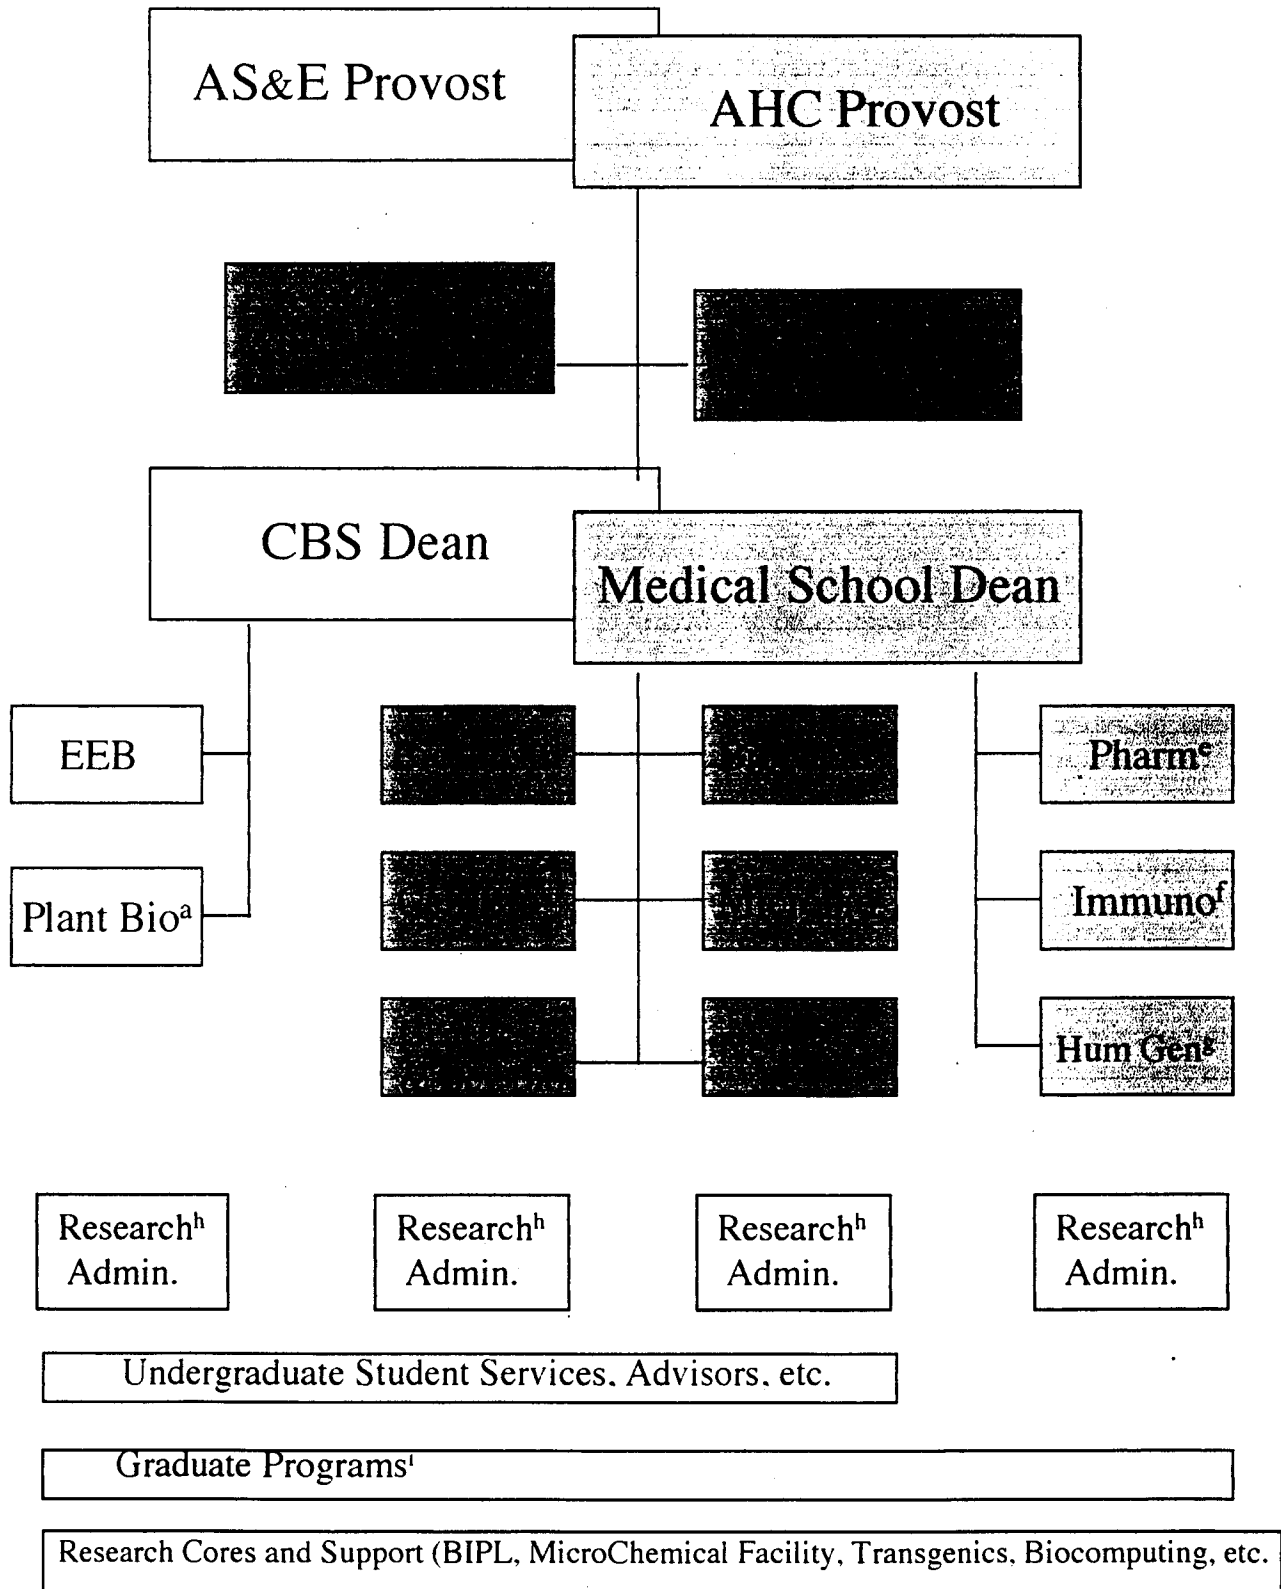 AS&E Provost
AHC Provost
CBS Dean
Medical School Dean
EEB
Pharmᵉ
Plant Bioᵃ
Immunoᶠ
Hum Genᵍ
Researchʰ
Admin.
Researchʰ
Admin.
Researchʰ
Admin.
Researchʰ
Admin.
Undergraduate Student Services, Advisors, etc.
Graduate Programsⁱ
Research Cores and Support (BIPL, MicroChemical Facility, Transgenics, Biocomputing, etc.